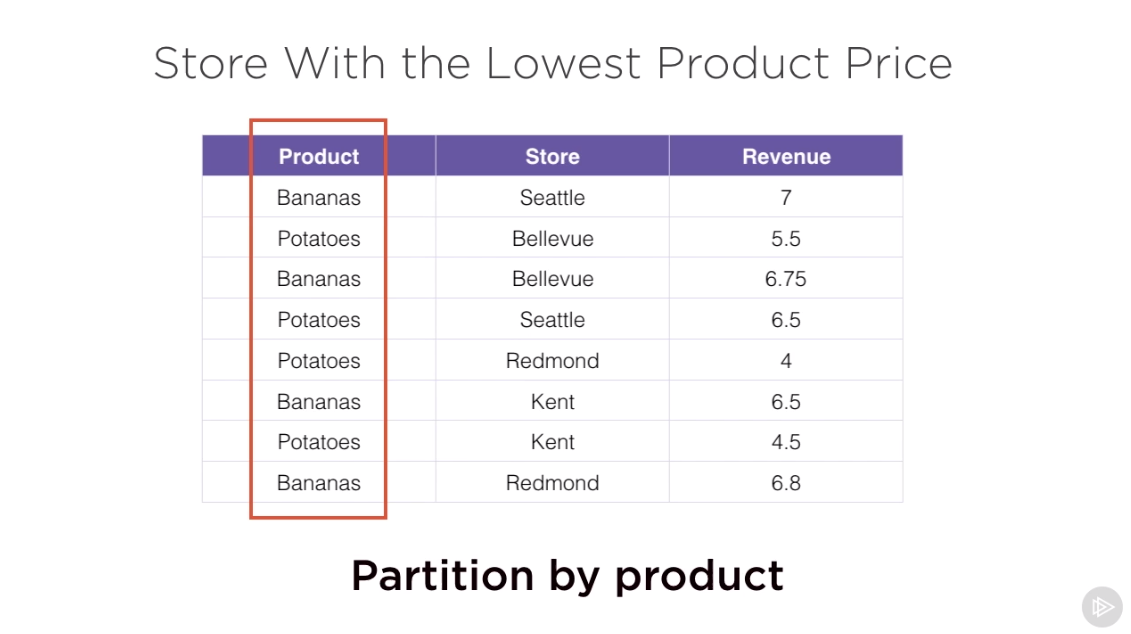 Store With the Lowest Product Price
Product Store Revenue
Bananas Seattle 7
Potatoes Bellevue 5.5
Bananas Bellevue 6.75
Potatoes Seattle 6.5
Potatoes Redmond 4
Bananas Kent 6.5
Potatoes Kent 4.5
Bananas Redmond 6.8
Partition by product